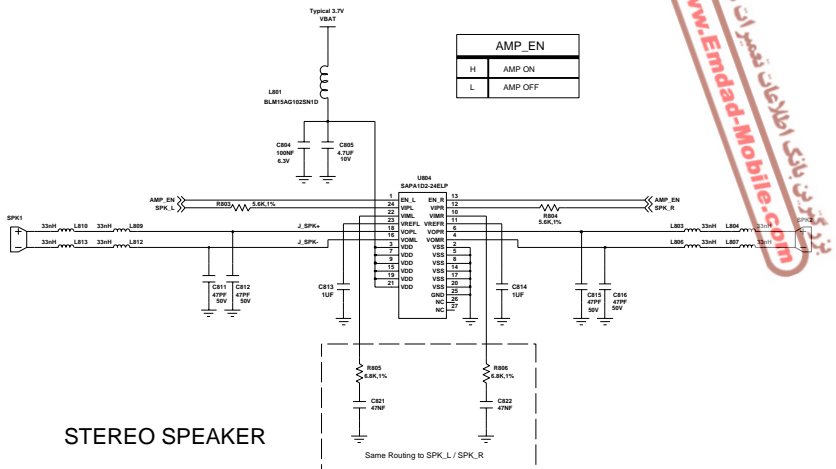 Typical 3.7V
VBAT
L801
BLM15AG102SN1D
C804
100NF
6.3V
C805
4.7UF
10V
AMP_EN
H AMP ON
L AMP OFF
www.Emdad-Mobile.com
U804
SAPA1D2-24ELP
AMP_EN
SPK_L
R803 5.6K,1%
1 EN_L EN_R 13
24 VIPL VIPR 12
22 VIML VIMR 10
23 VREFL VREFR 11
18 VOPL VOPR 6
16 VOML VOMR 4
3 VDD VSS 2
7 VDD VSS 5
9 VDD VSS 8
15 VDD VSS 14
19 VDD VSS 17
21 VDD VSS 20
GND 25
NC 26
NC 27
AMP_EN
SPK_R
R804
5.6K,1%
SPK1
33nH L810 33nH L809 J_SPK+
33nH L813 33nH L812 J_SPK-
L803 33nH L804 33nH
L806 33nH L807 33nH
C811
47PF
50V
C812
47PF
50V
C813
1UF
C814
1UF
C815
47PF
50V
C816
47PF
50V
R805
6.8K,1%
C821
47NF
R806
6.8K,1%
C822
47NF
Same Routing to SPK_L / SPK_R
STEREO SPEAKER